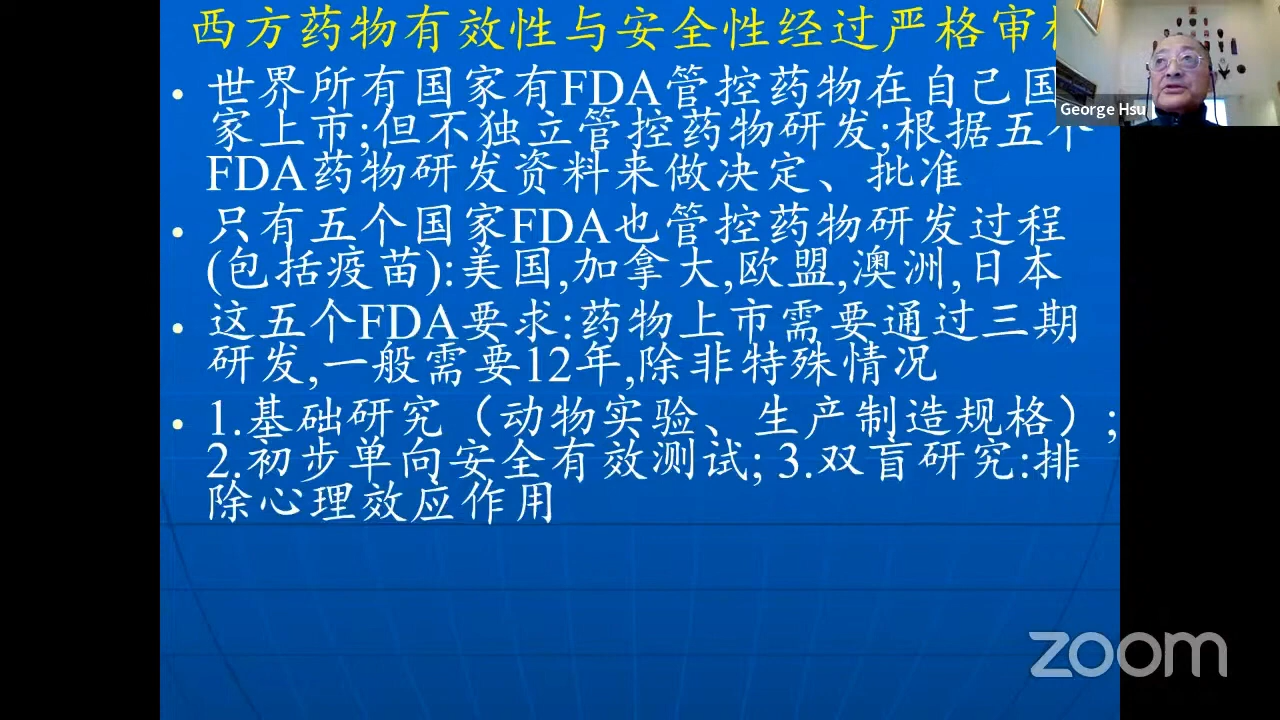 西方药物有效性与安全性经过严格审
• 世界所有国家有FDA管控药物在自己国
家上市;但不独立管控药物研发;根据五个
FDA药物研发资料来做决定、批准
• 只有五个国家FDA也管控药物研发过程
(包括疫苗):美国,加拿大,欧盟,澳洲,日本
• 这五个FDA要求:药物上市需要通过三期
研发,一般需要12年,除非特殊情况
• 1.基础研究（动物实验、生产制造规格）;
2.初步单向安全有效测试; 3.双盲研究:排
除心理效应作用
George Hsu
zoom